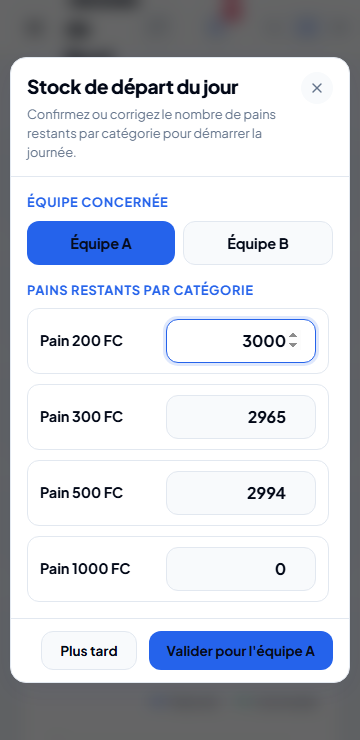 Stock de départ du jour
Confirmez ou corrigez le nombre de pains
restants par catégorie pour démarrer la
journée.
ÉQUIPE CONCERNÉE
Équipe A
Équipe B
PAINS RESTANTS PAR CATÉGORIE
Pain 200 FC
3000
Pain 300 FC
2965
Pain 500 FC
2994
Pain 1000 FC
0
Plus tard
Valider pour l'équipe A